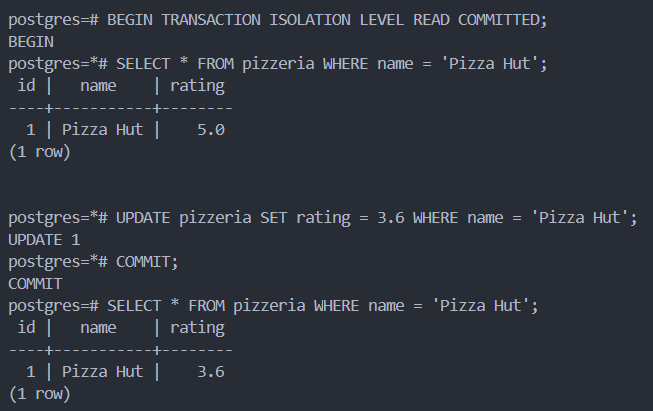 postgres=# BEGIN TRANSACTION ISOLATION LEVEL READ COMMITTED;
BEGIN
postgres=*# SELECT * FROM pizzeria WHERE name = 'Pizza Hut';
 id |   name    | rating
----+-----------+--------
  1 | Pizza Hut |    5.0
(1 row)

postgres=*# UPDATE pizzeria SET rating = 3.6 WHERE name = 'Pizza Hut';
UPDATE 1
postgres=*# COMMIT;
COMMIT
postgres=# SELECT * FROM pizzeria WHERE name = 'Pizza Hut';
 id |   name    | rating
----+-----------+--------
  1 | Pizza Hut |    3.6
(1 row)